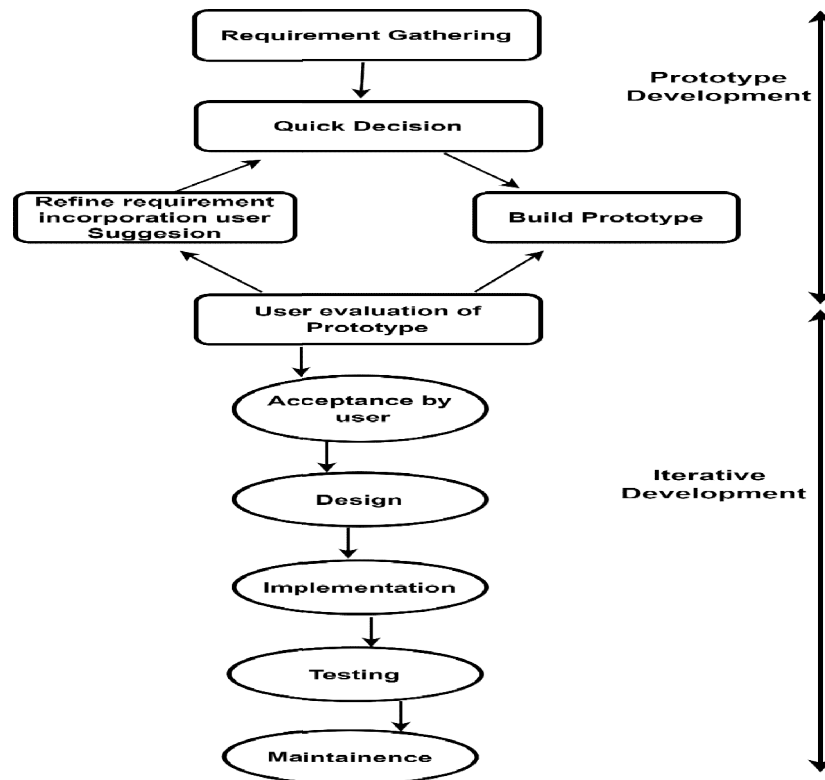 Requirement Gathering
Prototype
Development
Quick Decision
Refine requirement
incorporation user
Suggesion
Build Prototype
User evaluation of
Prototype
Acceptance by
user
Iterative
Development
Design
Implementation
Testing
Maintainence